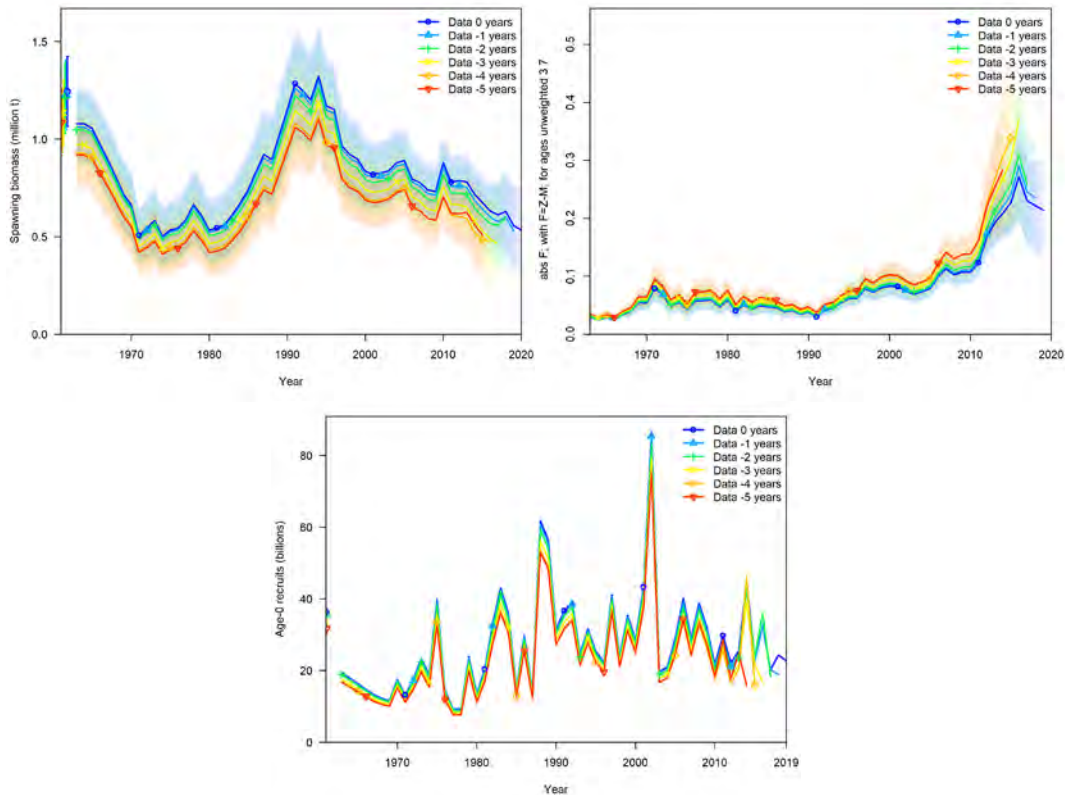 Spawning biomass (million t)
1.5
1.0
0.5
0.0
Data 0 years
Data -1 years
Data -2 years
Data -3 years
Data -4 years
Data -5 years
1970
1980
1990
2000
2010
2020
Year
abs F, with F=Z-M; for ages unweighted 3 7
0.5
0.4
0.3
0.2
0.1
0.0
Data 0 years
Data -1 years
Data -2 years
Data -3 years
Data -4 years
Data -5 years
1970
1980
1990
2000
2010
2020
Year
Age-0 recruits (billions)
80
60
40
20
0
Data 0 years
Data -1 years
Data -2 years
Data -3 years
Data -4 years
Data -5 years
1970
1980
1990
2000
2010
2019
Year